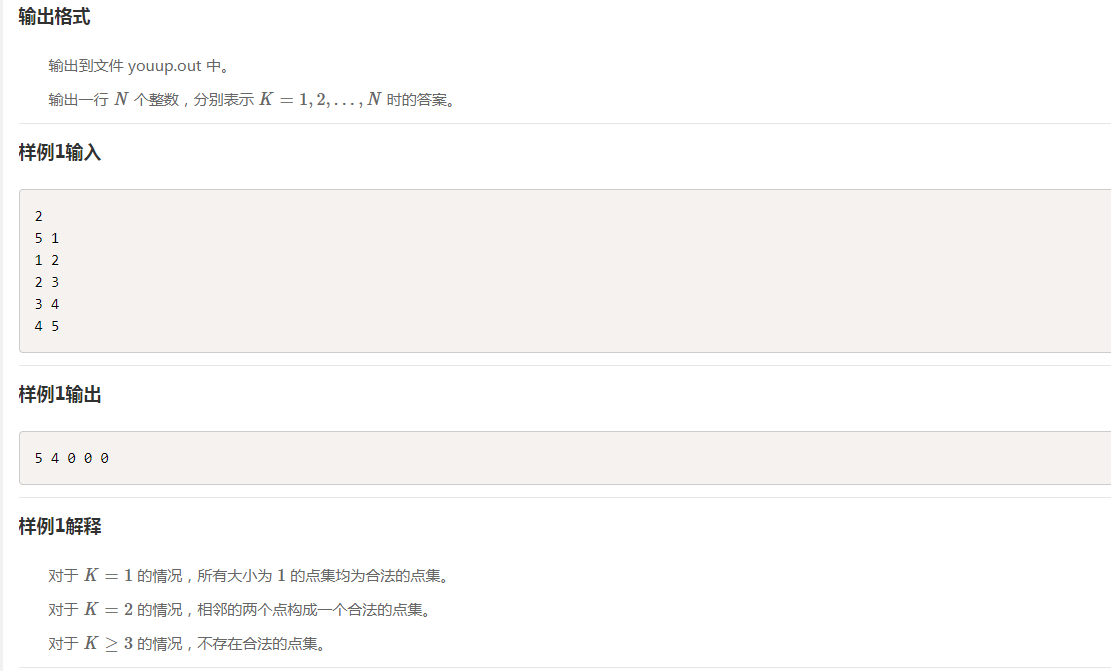 输出格式
输出到文件 youup.out 中。
输出一行 N 个整数，分别表示 K = 1, 2, . . . , N 时的答案。
样例1输入
2
5 1
1 2
2 3
3 4
4 5
样例1输出
5 4 0 0 0
样例1解释
对于 K = 1 的情况，所有大小为 1 的点集均为合法的点集。
对于 K = 2 的情况，相邻的两个点构成一个合法的点集。
对于 K ≥ 3 的情况，不存在合法的点集。